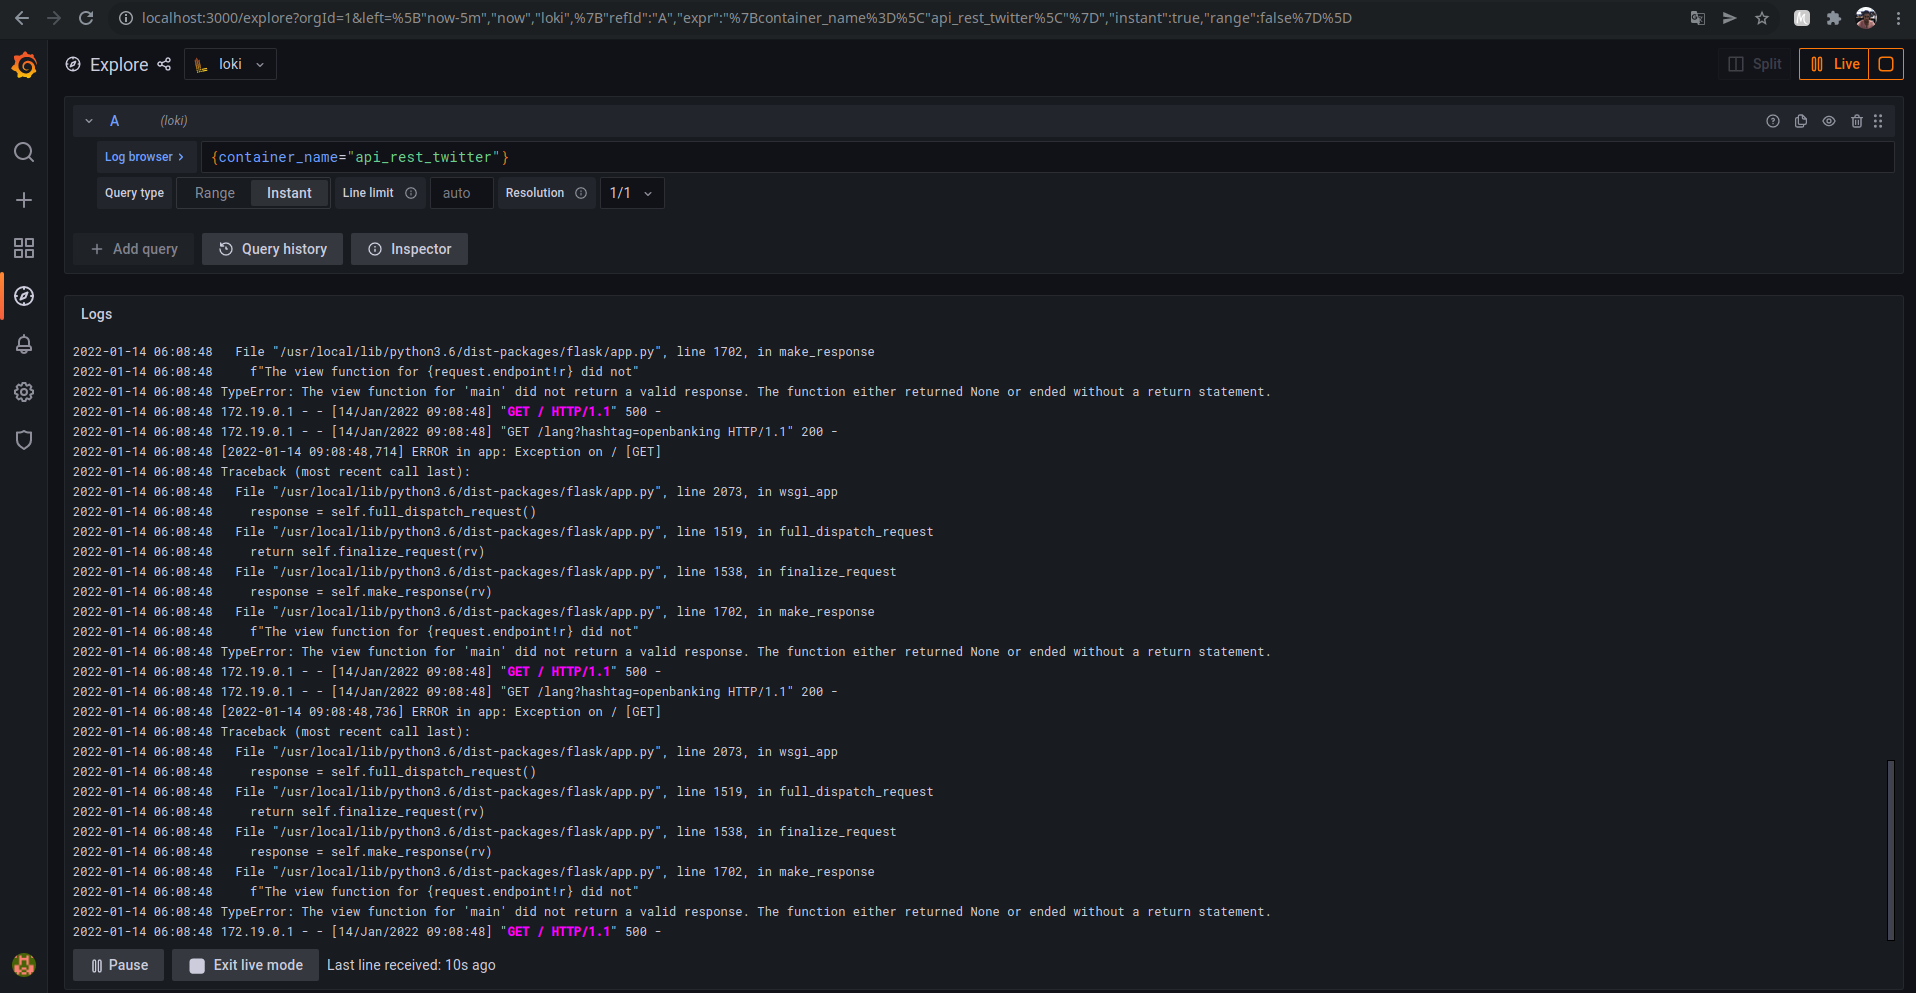 localhost:3000/explore?orgId=1&left=%5B"now-5m","now","loki",%7B"refId":"A","expr":"%7Bcontainer_name%3D%5C"api_rest_twitter%5C"%7D","instant":true,"range":false%7D%5D
Explore loki Split Live
A (loki)
Log browser > {container_name="api_rest_twitter"}
Query type Range Instant Line limit auto Resolution 1/1
+ Add query Query history Inspector
Logs
2022-01-14 06:08:48   File "/usr/local/lib/python3.6/dist-packages/flask/app.py", line 1702, in make_response
2022-01-14 06:08:48     f"The view function for {request.endpoint!r} did not"
2022-01-14 06:08:48 TypeError: The view function for 'main' did not return a valid response. The function either returned None or ended without a return statement.
2022-01-14 06:08:48 172.19.0.1 - - [14/Jan/2022 09:08:48] "GET / HTTP/1.1" 500 -
2022-01-14 06:08:48 172.19.0.1 - - [14/Jan/2022 09:08:48] "GET /lang?hashtag=openbanking HTTP/1.1" 200 -
2022-01-14 06:08:48 [2022-01-14 09:08:48,714] ERROR in app: Exception on / [GET]
2022-01-14 06:08:48 Traceback (most recent call last):
2022-01-14 06:08:48   File "/usr/local/lib/python3.6/dist-packages/flask/app.py", line 2073, in wsgi_app
2022-01-14 06:08:48     response = self.full_dispatch_request()
2022-01-14 06:08:48   File "/usr/local/lib/python3.6/dist-packages/flask/app.py", line 1519, in full_dispatch_request
2022-01-14 06:08:48     return self.finalize_request(rv)
2022-01-14 06:08:48   File "/usr/local/lib/python3.6/dist-packages/flask/app.py", line 1538, in finalize_request
2022-01-14 06:08:48     response = self.make_response(rv)
2022-01-14 06:08:48   File "/usr/local/lib/python3.6/dist-packages/flask/app.py", line 1702, in make_response
2022-01-14 06:08:48     f"The view function for {request.endpoint!r} did not"
2022-01-14 06:08:48 TypeError: The view function for 'main' did not return a valid response. The function either returned None or ended without a return statement.
2022-01-14 06:08:48 172.19.0.1 - - [14/Jan/2022 09:08:48] "GET / HTTP/1.1" 500 -
2022-01-14 06:08:48 172.19.0.1 - - [14/Jan/2022 09:08:48] "GET /lang?hashtag=openbanking HTTP/1.1" 200 -
2022-01-14 06:08:48 [2022-01-14 09:08:48,736] ERROR in app: Exception on / [GET]
2022-01-14 06:08:48 Traceback (most recent call last):
2022-01-14 06:08:48   File "/usr/local/lib/python3.6/dist-packages/flask/app.py", line 2073, in wsgi_app
2022-01-14 06:08:48     response = self.full_dispatch_request()
2022-01-14 06:08:48   File "/usr/local/lib/python3.6/dist-packages/flask/app.py", line 1519, in full_dispatch_request
2022-01-14 06:08:48     return self.finalize_request(rv)
2022-01-14 06:08:48   File "/usr/local/lib/python3.6/dist-packages/flask/app.py", line 1538, in finalize_request
2022-01-14 06:08:48     response = self.make_response(rv)
2022-01-14 06:08:48   File "/usr/local/lib/python3.6/dist-packages/flask/app.py", line 1702, in make_response
2022-01-14 06:08:48     f"The view function for {request.endpoint!r} did not"
2022-01-14 06:08:48 TypeError: The view function for 'main' did not return a valid response. The function either returned None or ended without a return statement.
2022-01-14 06:08:48 172.19.0.1 - - [14/Jan/2022 09:08:48] "GET / HTTP/1.1" 500 -
Pause Exit live mode Last line received: 10s ago